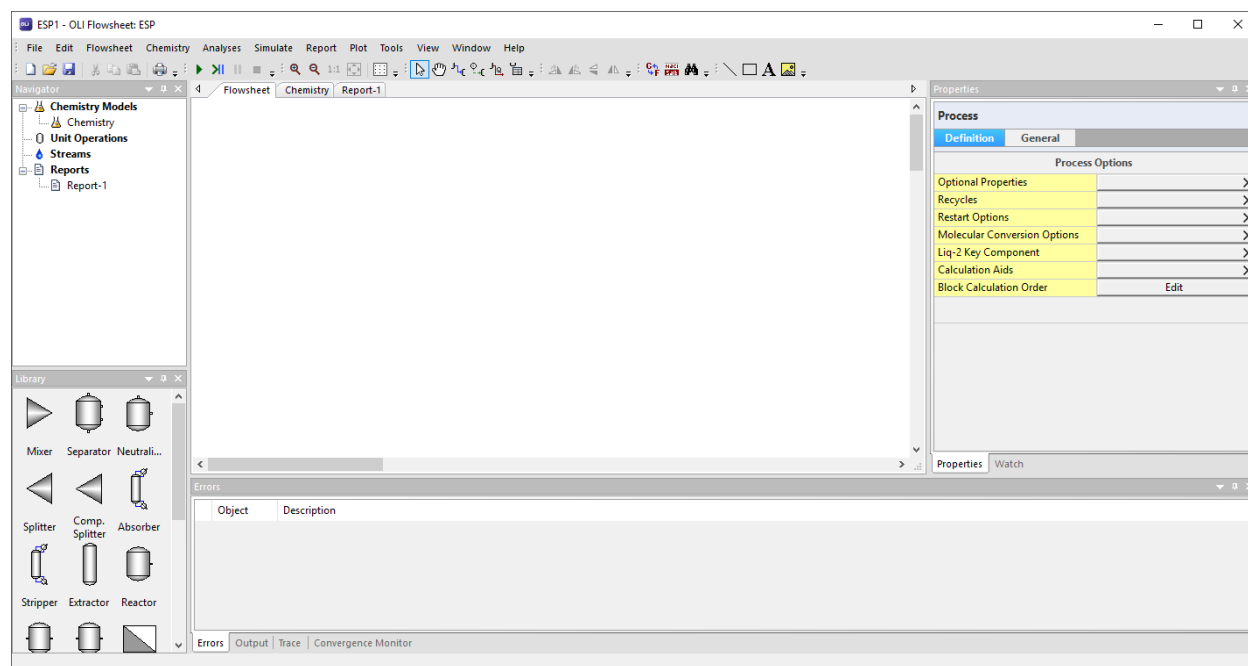 OLI ESP1 - OLI Flowsheet: ESP
File Edit Flowsheet Chemistry Analyses Simulate Report Plot Tools View Window Help
1:1 A
Navigator
Chemistry Models
Chemistry
Unit Operations
Streams
Reports
Report-1
Library
Mixer Separator Neutrali...
Splitter Comp. Splitter Absorber
Stripper Extractor Reactor
Flowsheet Chemistry Report-1
Errors
Object Description
Errors Output Trace Convergence Monitor
Properties
Process
Definition General
Process Options
Optional Properties
Recycles
Restart Options
Molecular Conversion Options
Liq-2 Key Component
Calculation Aids
Block Calculation Order Edit
Properties Watch